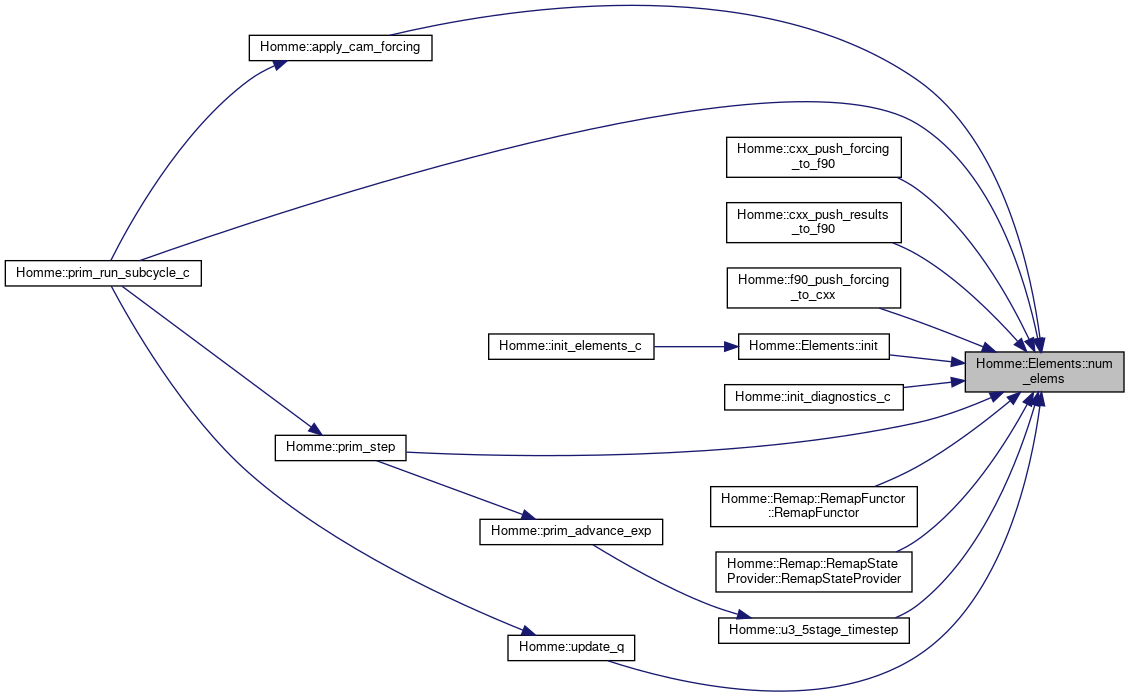 Homme::apply_cam_forcing
Homme::cxx_push_forcing
_to_f90
Homme::cxx_push_results
_to_f90
Homme::prim_run_subcycle_c
Homme::f90_push_forcing
_to_cxx
Homme::init_elements_c
Homme::Elements::init
Homme::Elements::num
_elems
Homme::init_diagnostics_c
Homme::prim_step
Homme::Remap::RemapFunctor
::RemapFunctor
Homme::prim_advance_exp
Homme::Remap::RemapState
Provider::RemapStateProvider
Homme::u3_5stage_timestep
Homme::update_q